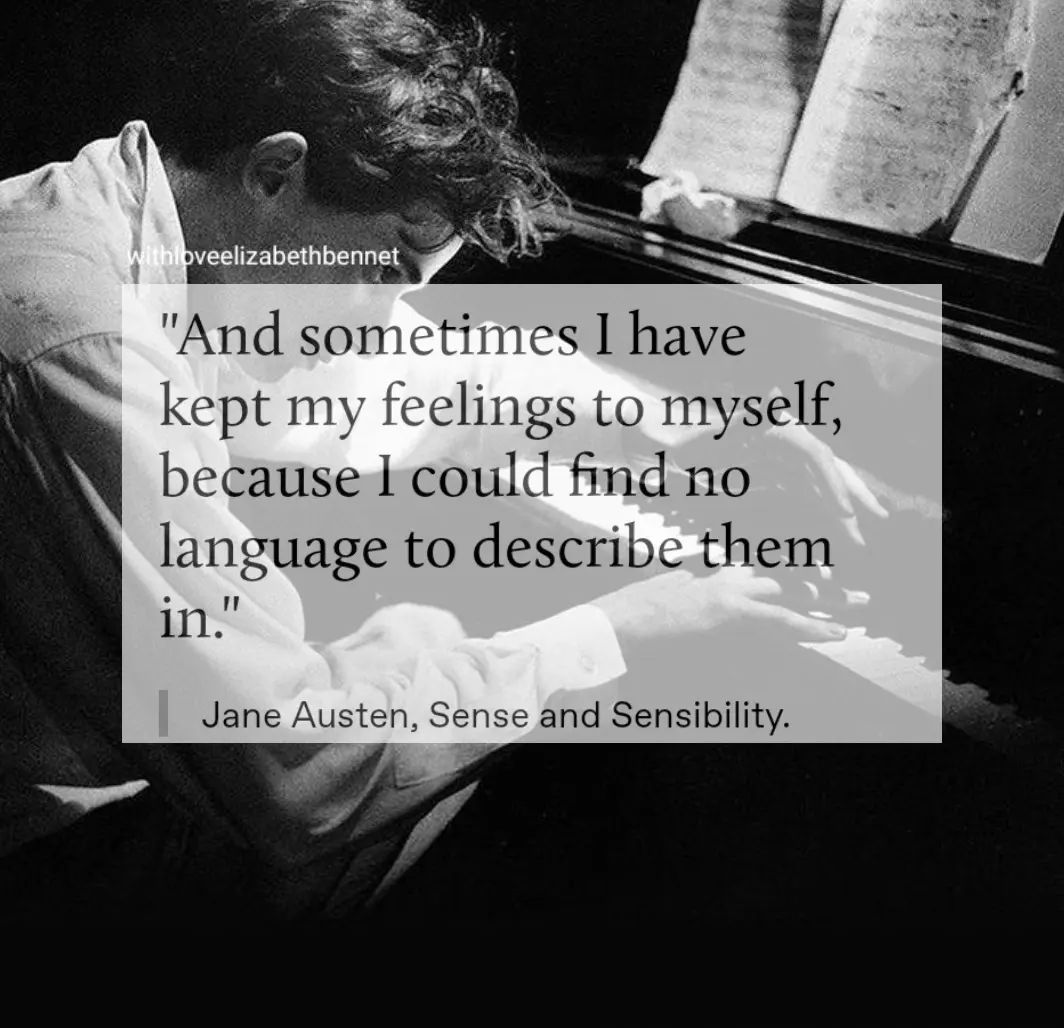 withloveelizabethbennet
"And sometimes I have
kept my feelings to myself,
because I could find no
language to describe them
in."
Jane Austen, Sense and Sensibility.